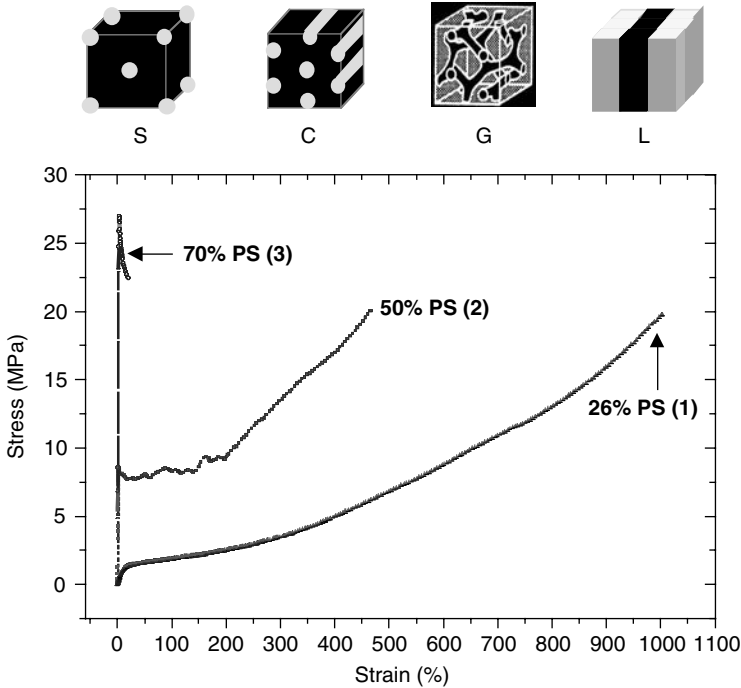 S C G L
30
25
20
15
10
5
0
Stress (MPa)
70% PS (3)
50% PS (2)
26% PS (1)
0 100 200 300 400 500 600 700 800 900 1000 1100
Strain (%)